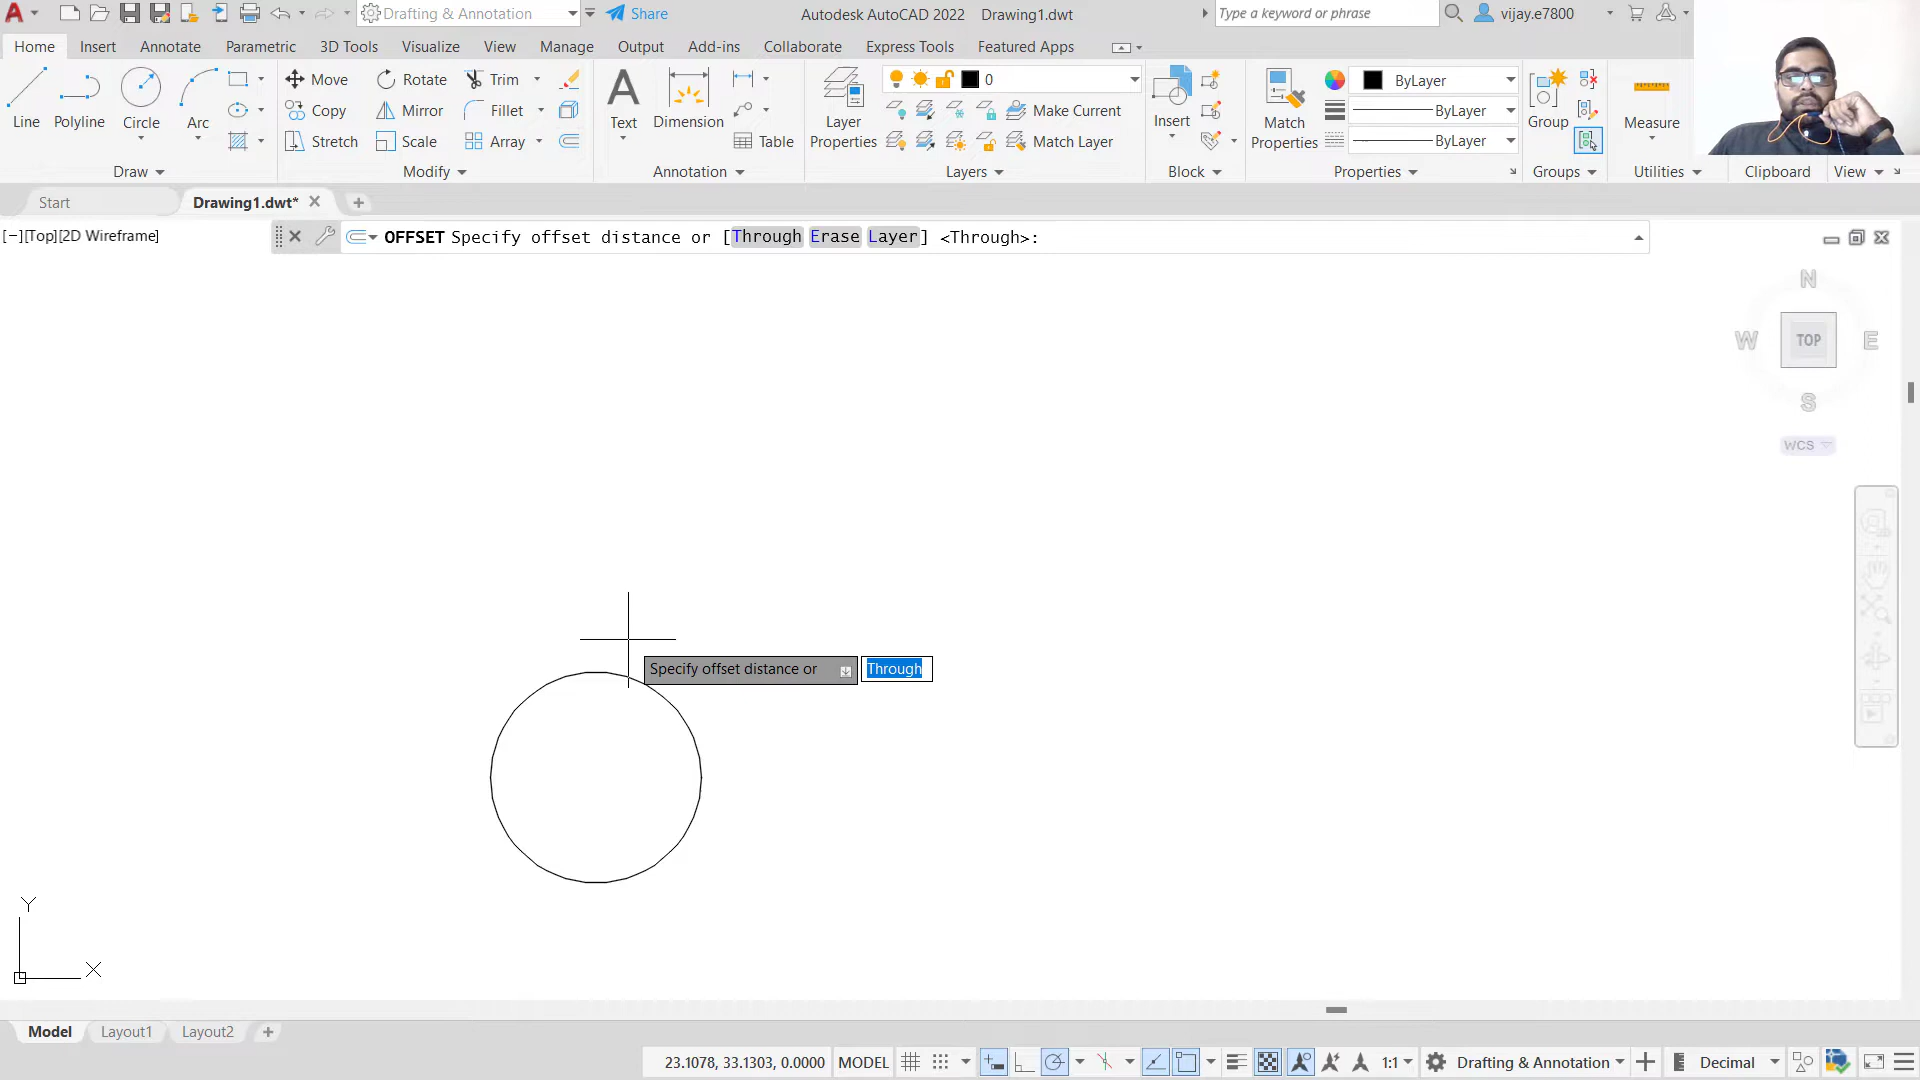 Drafting & Annotation
Share
Autodesk AutoCAD 2022 Drawing1.dwt
Type a keyword or phrase
vijay.e7800
Home Insert Annotate Parametric 3D Tools Visualize View Manage Output Add-ins Collaborate Express Tools Featured Apps
Line Polyline Circle Arc
Move Rotate Trim
Copy Mirror Fillet
Stretch Scale Array
Text Dimension
Table
Layer
Properties
0
Make Current
Match Layer
Insert
Match
Properties
ByLayer
ByLayer
ByLayer
Group
Measure
Draw Modify Annotation Layers Block Properties Groups Utilities Clipboard View
Start Drawing1.dwt*
[−][Top][2D Wireframe]
OFFSET Specify offset distance or [Through Erase Layer] <Through>:
N
W TOP E
S
WCS
Specify offset distance or Through
Y
X
Model Layout1 Layout2
23.1078, 33.1303, 0.0000 MODEL 1:1 Drafting & Annotation Decimal